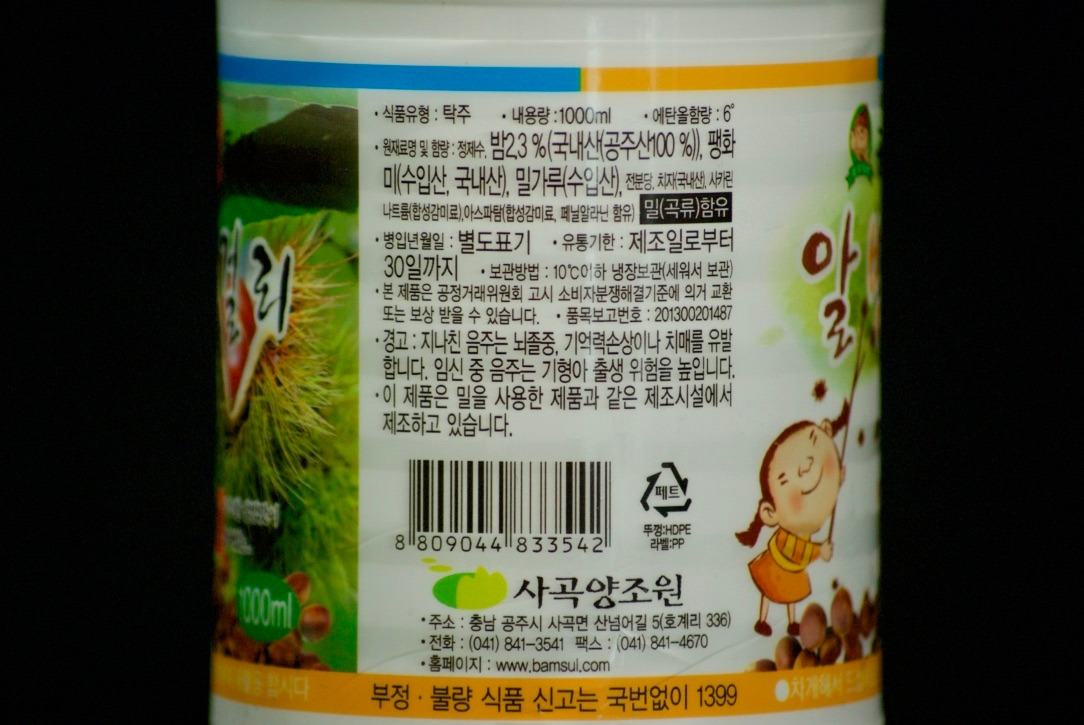 ·식품유형 : 탁주 ·내용량 : 1000ml ·에탄올함량 : 6˚
·원재료명 및 함량 : 정제수, 밤2,3 %(국내산(공주산100 %)), 팽화
미(수입산, 국내산), 밀가루(수입산), 전분당, 치자(국내산), 사카린
나트륨(합성감미료),아스파탐(합성감미료, 페닐알라닌 함유) 밀(곡류)함유
·병입년월일 : 별도표기 ·유통기한 : 제조일로부터
30일까지 ·보관방법 : 10℃이하 냉장보관(세워서 보관)
·본 제품은 공정거래위원회 고시 소비자분쟁해결기준에 의거 교환
또는 보상 받을 수 있습니다. ·품목보고번호 : 201300201487
·경고 : 지나친 음주는 뇌졸중, 기억력손상이나 치매를 유발
합니다. 임신 중 음주는 기형아 출생 위험을 높입니다.
·이 제품은 밀을 사용한 제품과 같은 제조시설에서
제조하고 있습니다.
8 809044 833542
페트
뚜껑:HDPE
라벨:PP
사곡양조원
·주소 : 충남 공주시 사곡면 산넘어길 5(호계리 336)
·전화 : (041) 841-3541 팩스 : (041) 841-4670
·홈페이지 : www.bamsul.com
부정·불량 식품 신고는 국번없이 1399
걸리
1000ml
알
●차게해서